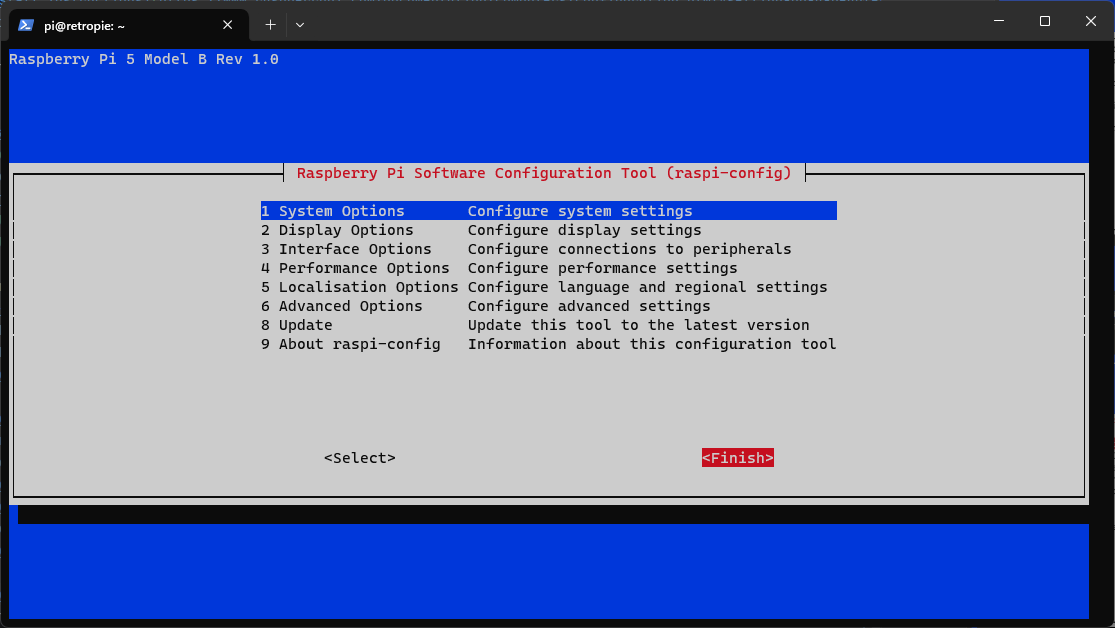 pi@retropie: ~
Raspberry Pi 5 Model B Rev 1.0
Raspberry Pi Software Configuration Tool (raspi-config)
1 System Options Configure system settings
2 Display Options Configure display settings
3 Interface Options Configure connections to peripherals
4 Performance Options Configure performance settings
5 Localisation Options Configure language and regional settings
6 Advanced Options Configure advanced settings
8 Update Update this tool to the latest version
9 About raspi-config Information about this configuration tool
<Select> <Finish>